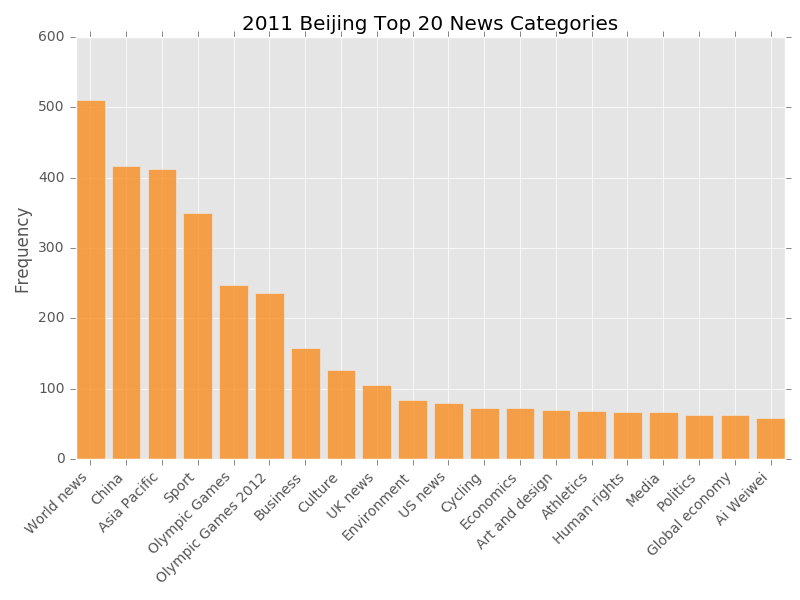 2011 Beijing Top 20 News Categories
Frequency
600
500
400
300
200
100
0
World news
China
Asia Pacific
Sport
Olympic Games
Olympic Games 2012
Business
Culture
UK news
Environment
US news
Cycling
Economics
Art and design
Athletics
Human rights
Media
Politics
Global economy
Ai Weiwei